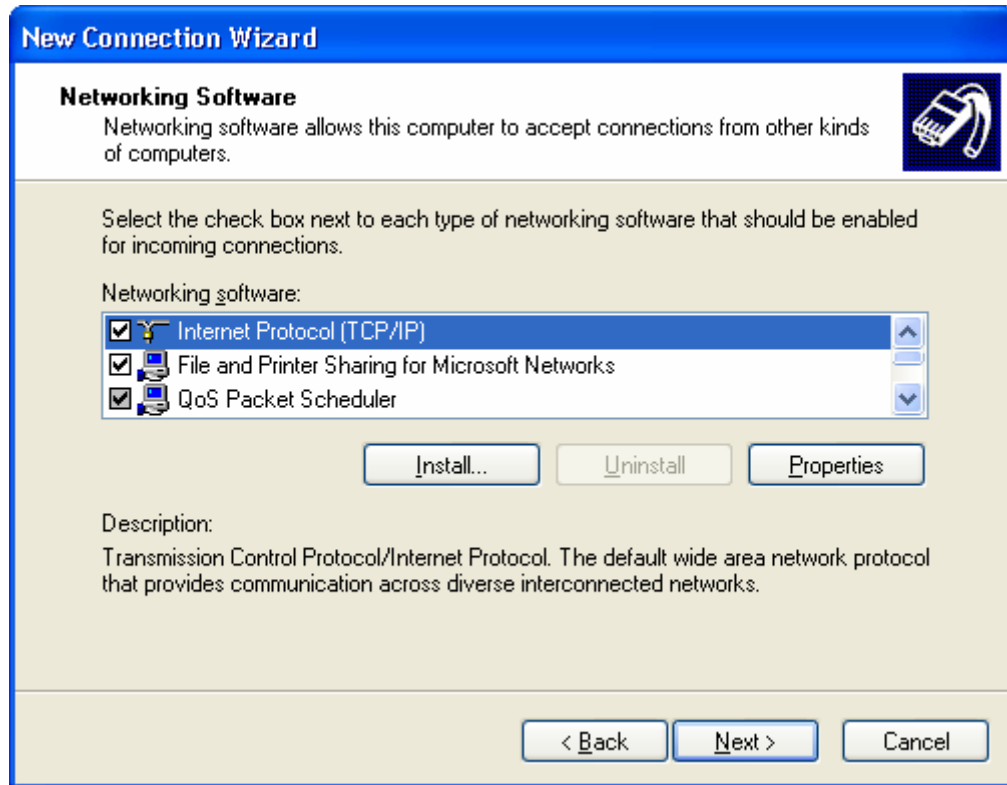 New Connection Wizard
Networking Software
Networking software allows this computer to accept connections from other kinds
of computers.
Select the check box next to each type of networking software that should be enabled
for incoming connections.
Networking software:
Internet Protocol (TCP/IP)
File and Printer Sharing for Microsoft Networks
QoS Packet Scheduler
Install... Uninstall Properties
Description:
Transmission Control Protocol/Internet Protocol. The default wide area network protocol
that provides communication across diverse interconnected networks.
< Back Next > Cancel